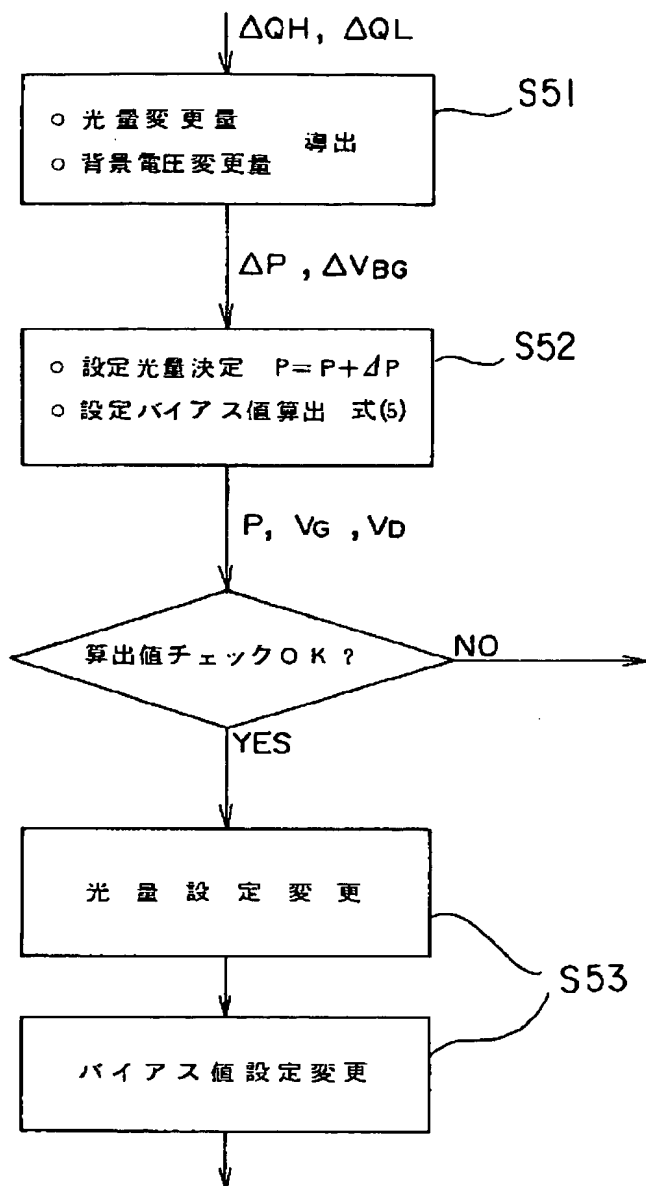 ΔQH, ΔQL
S51
○ 光量変更量
導出
○ 背景電圧変更量
ΔP , ΔVBG
S52
○ 設定光量決定 P=P+ΔP
○ 設定バイアス値算出 式(5)
P, VG , VD
算出値チェックOK?
NO
YES
光量設定変更
S53
バイアス値設定変更